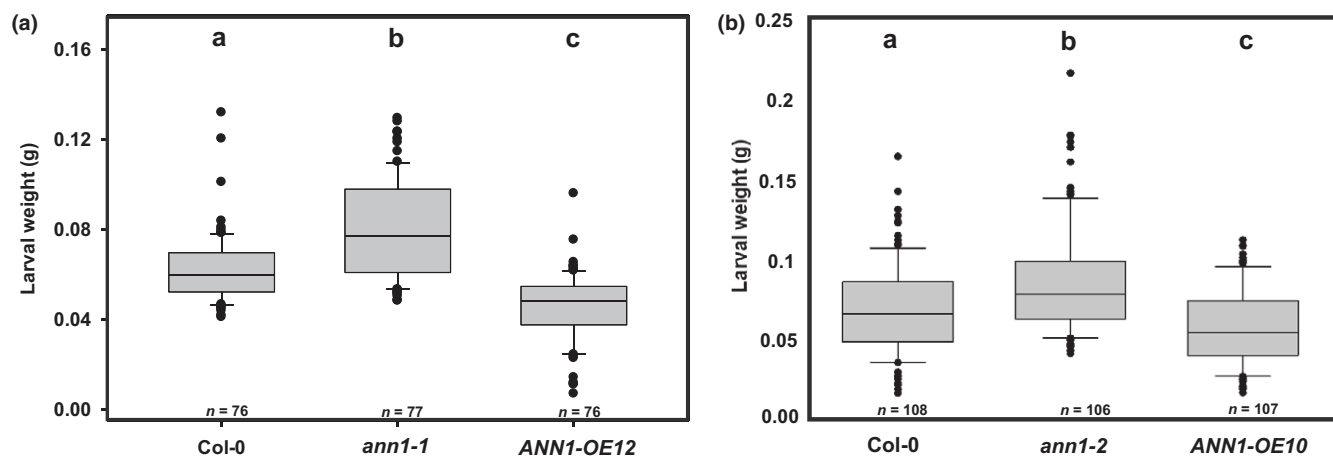 (a)
a b c
Larval weight (g)
0.16
0.12
0.08
0.04
0.00
n = 76 n = 77 n = 76
Col-0 ann1-1 ANN1-OE12
(b)
a b c
Larval weight (g)
0.25
0.2
0.15
0.1
0.05
0.00
n = 108 n = 106 n = 107
Col-0 ann1-2 ANN1-OE10